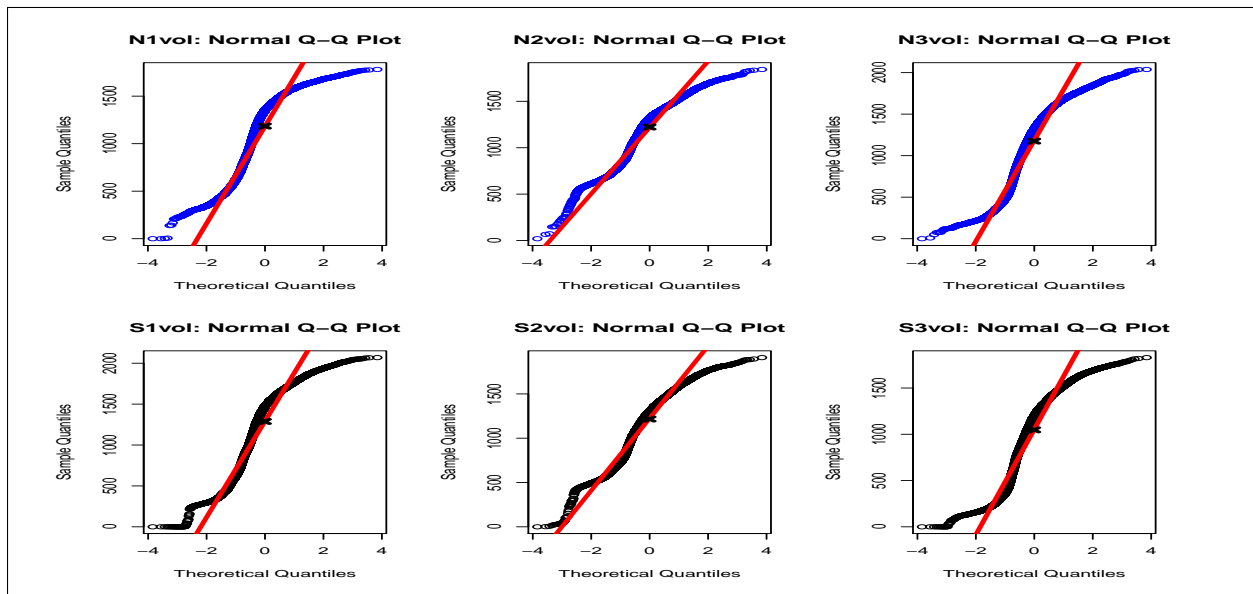 N1vol: Normal Q−Q Plot
N2vol: Normal Q−Q Plot
N3vol: Normal Q−Q Plot
Sample Quantiles
0 500 1000 1500
−4 −2 0 2 4
Theoretical Quantiles
Sample Quantiles
0 500 1000 1500
−4 −2 0 2 4
Theoretical Quantiles
Sample Quantiles
0 500 1000 1500 2000
−4 −2 0 2 4
Theoretical Quantiles
S1vol: Normal Q−Q Plot
S2vol: Normal Q−Q Plot
S3vol: Normal Q−Q Plot
Sample Quantiles
0 500 1000 1500 2000
−4 −2 0 2 4
Theoretical Quantiles
Sample Quantiles
0 500 1000 1500
−4 −2 0 2 4
Theoretical Quantiles
Sample Quantiles
0 500 1000 1500
−4 −2 0 2 4
Theoretical Quantiles